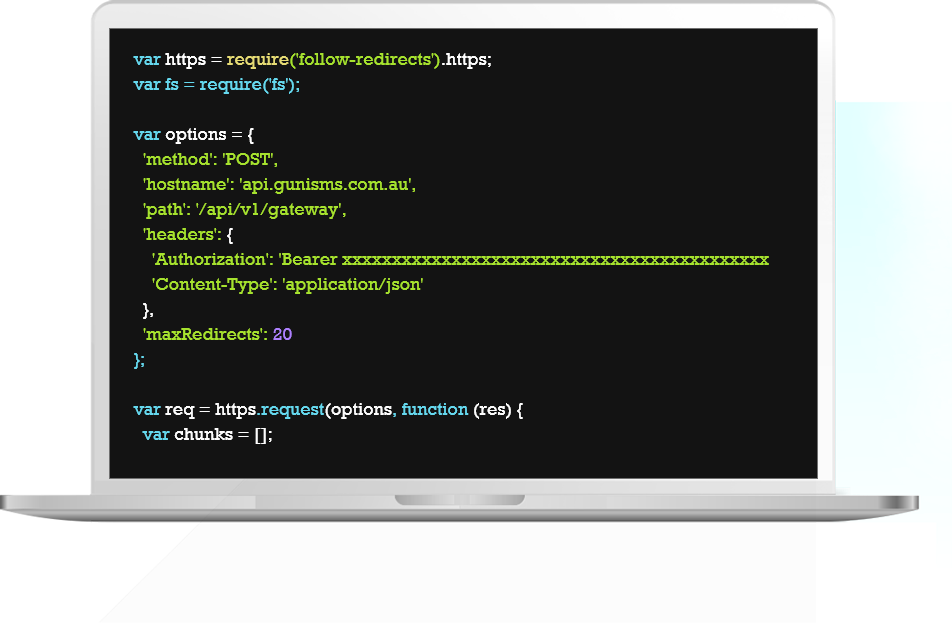 var https = require('follow-redirects').https;
var fs = require('fs');
var options = {
'method': 'POST',
'hostname': 'api.gunisms.com.au',
'path': '/api/v1/gateway',
'headers': {
'Authorization': 'Bearer xxxxxxxxxxxxxxxxxxxxxxxxxxxxxxxxxxxxxxxxxxx
'Content-Type': 'application/json'
},
'maxRedirects': 20
};
var req = https.request(options, function (res) {
var chunks = [];